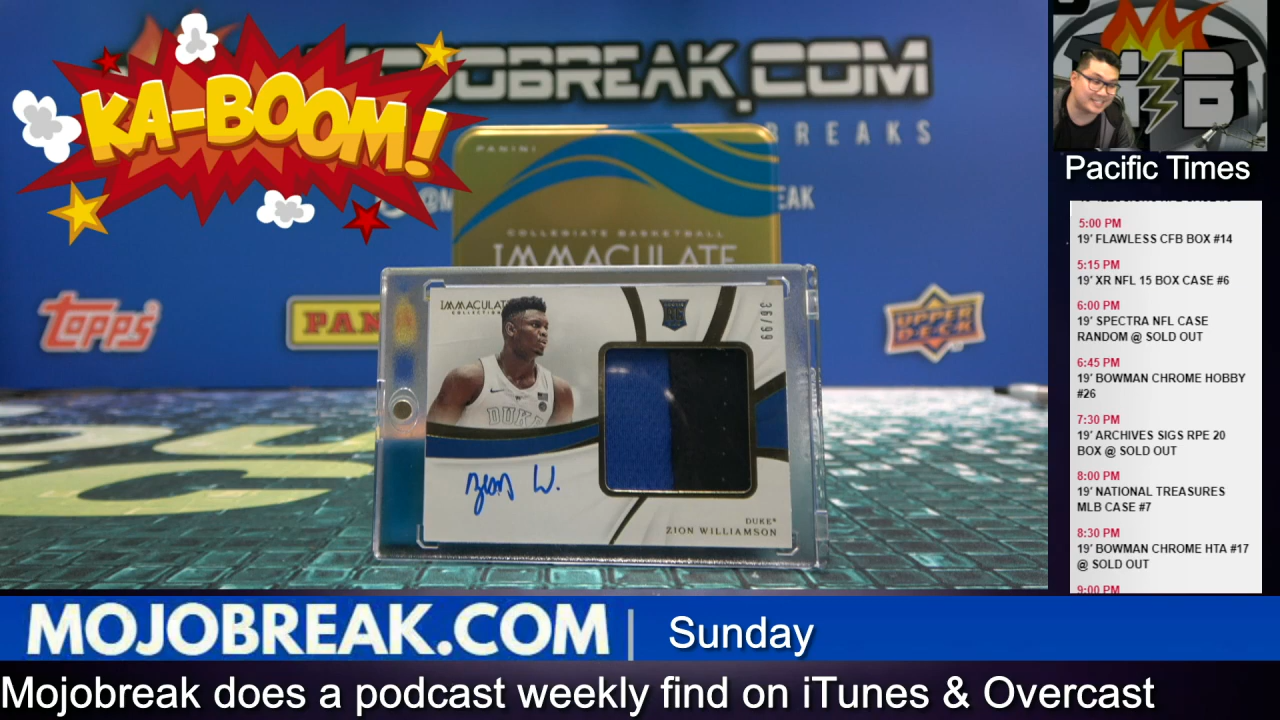 KA-BOOM!
MOJOBREAK.COM
BREAKS
PANINI
COLLEGIATE BASKETBALL
IMMACULATE
TOPPS
PAN
UPPER DECK
IMMACULATE
COLLECTION
36/99
DUKE
Zion W.
DUKE
ZION WILLIAMSON
Pacific Times
5:00 PM
19' FLAWLESS CFB BOX #14
5:15 PM
19' XR NFL 15 BOX CASE #6
6:00 PM
19' SPECTRA NFL CASE
RANDOM @ SOLD OUT
6:45 PM
19' BOWMAN CHROME HOBBY
#26
7:30 PM
19' ARCHIVES SIGS RPE 20
BOX @ SOLD OUT
8:00 PM
19' NATIONAL TREASURES
MLB CASE #7
8:30 PM
19' BOWMAN CHROME HTA #17
@ SOLD OUT
9:00 PM
MOJOBREAK.COM | Sunday
Mojobreak does a podcast weekly find on iTunes & Overcast